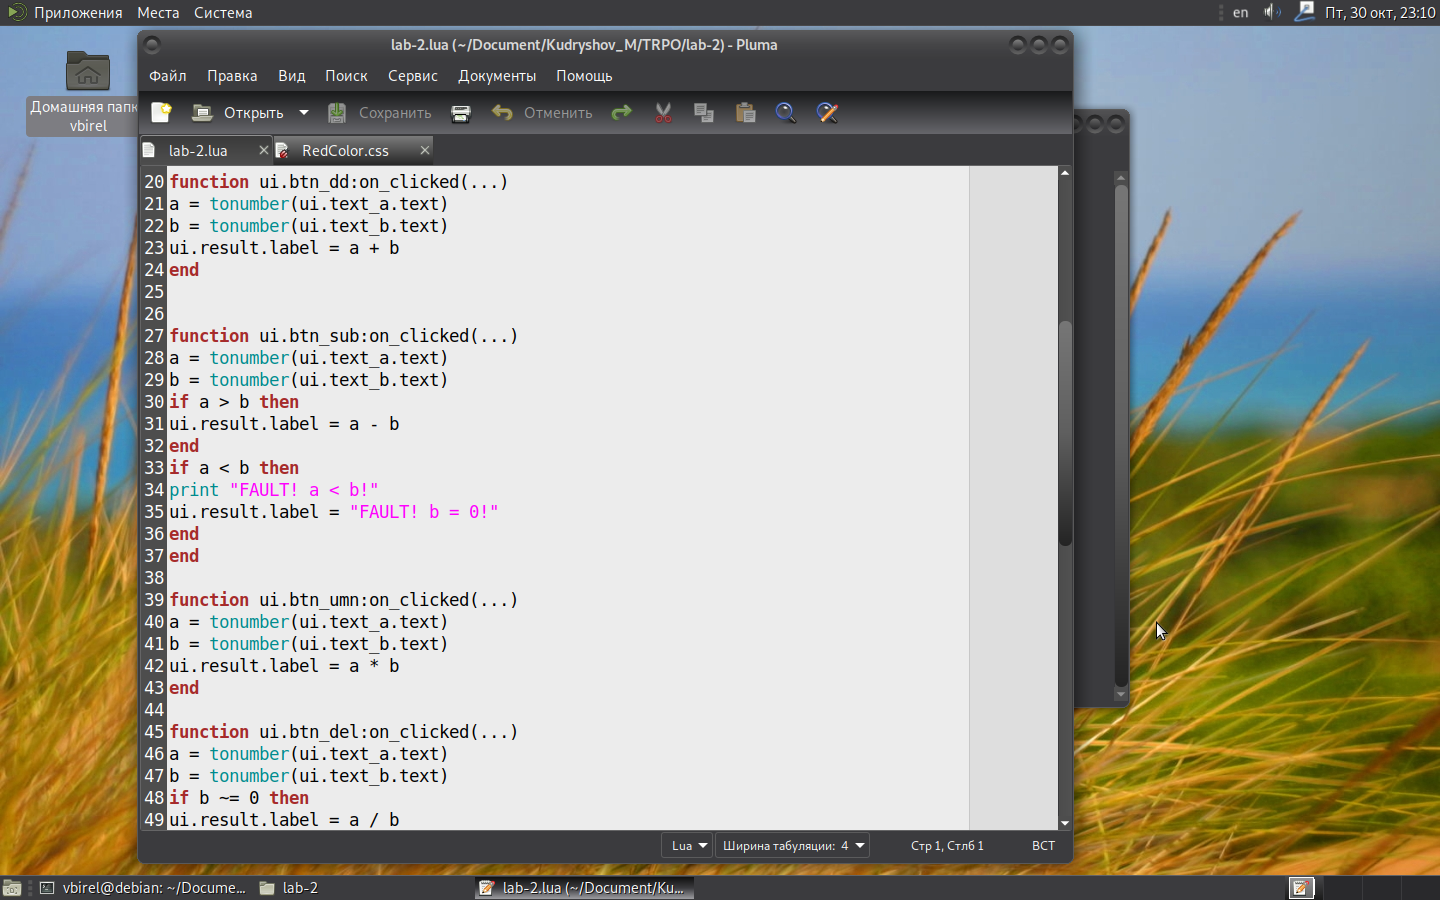 Приложения Места Система
en Пт, 30 окт, 23:10
Домашняя папк
vbirel
lab-2.lua (~/Document/Kudryshov_M/TRPO/lab-2) - Pluma
Файл Правка Вид Поиск Сервис Документы Помощь
Открыть Сохранить Отменить
lab-2.lua RedColor.css
20 function ui.btn_dd:on_clicked(...)
21 a = tonumber(ui.text_a.text)
22 b = tonumber(ui.text_b.text)
23 ui.result.label = a + b
24 end
25
26
27 function ui.btn_sub:on_clicked(...)
28 a = tonumber(ui.text_a.text)
29 b = tonumber(ui.text_b.text)
30 if a > b then
31 ui.result.label = a - b
32 end
33 if a < b then
34 print "FAULT! a < b!"
35 ui.result.label = "FAULT! b = 0!"
36 end
37 end
38
39 function ui.btn_umn:on_clicked(...)
40 a = tonumber(ui.text_a.text)
41 b = tonumber(ui.text_b.text)
42 ui.result.label = a * b
43 end
44
45 function ui.btn_del:on_clicked(...)
46 a = tonumber(ui.text_a.text)
47 b = tonumber(ui.text_b.text)
48 if b ~= 0 then
49 ui.result.label = a / b
Lua Ширина табуляции: 4 Стр 1, Стлб 1 ВСТ
vbirel@debian: ~/Docume... lab-2 lab-2.lua (~/Document/Ku...